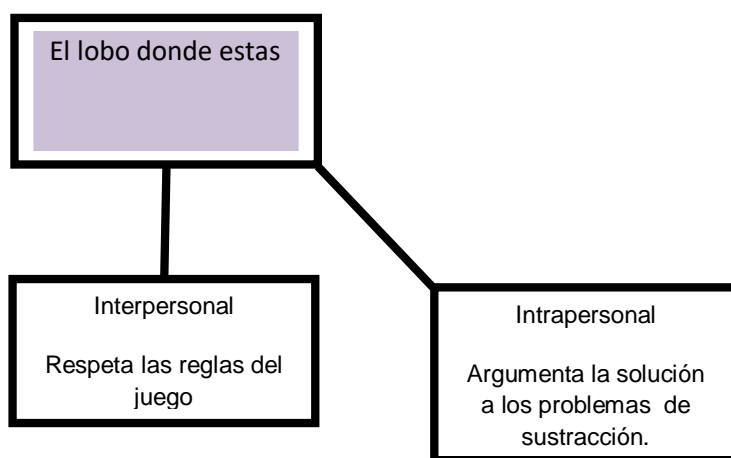 El lobo donde estas
Interpersonal
Respeta las reglas del
juego
Intrapersonal
Argumenta la solución
a los problemas de
sustracción.